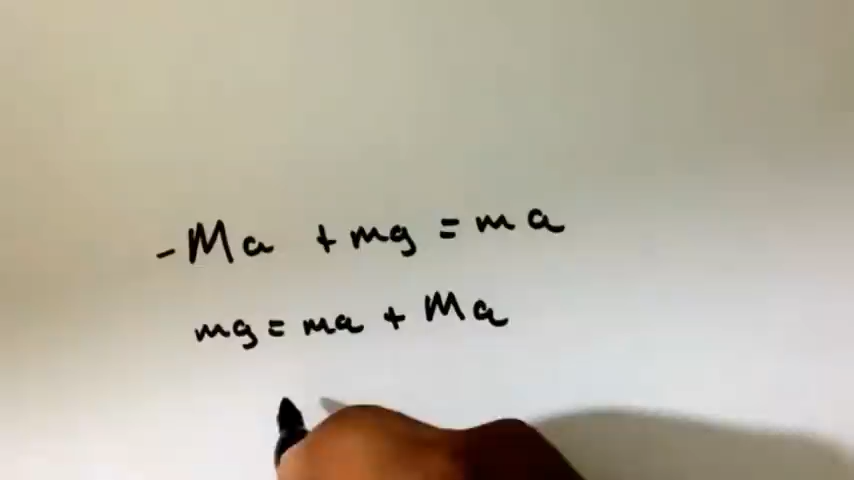 -Ma + mg = ma
mg = ma + Ma